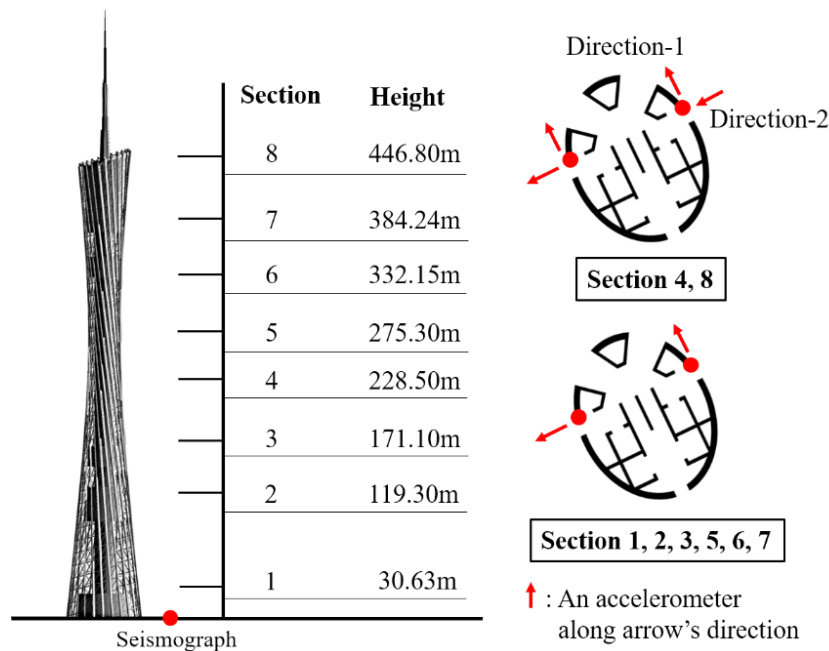 Section Height
8 446.80m
7 384.24m
6 332.15m
5 275.30m
4 228.50m
3 171.10m
2 119.30m
1 30.63m
Seismograph
Direction-1
Direction-2
Section 4, 8
Section 1, 2, 3, 5, 6, 7
: An accelerometer
along arrow's direction